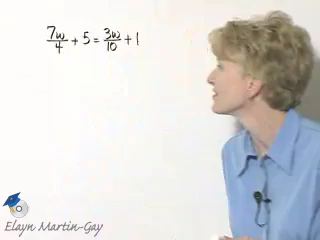 7w/4 + 5 = 3w/10 + 1
Elayn Martin-Gay